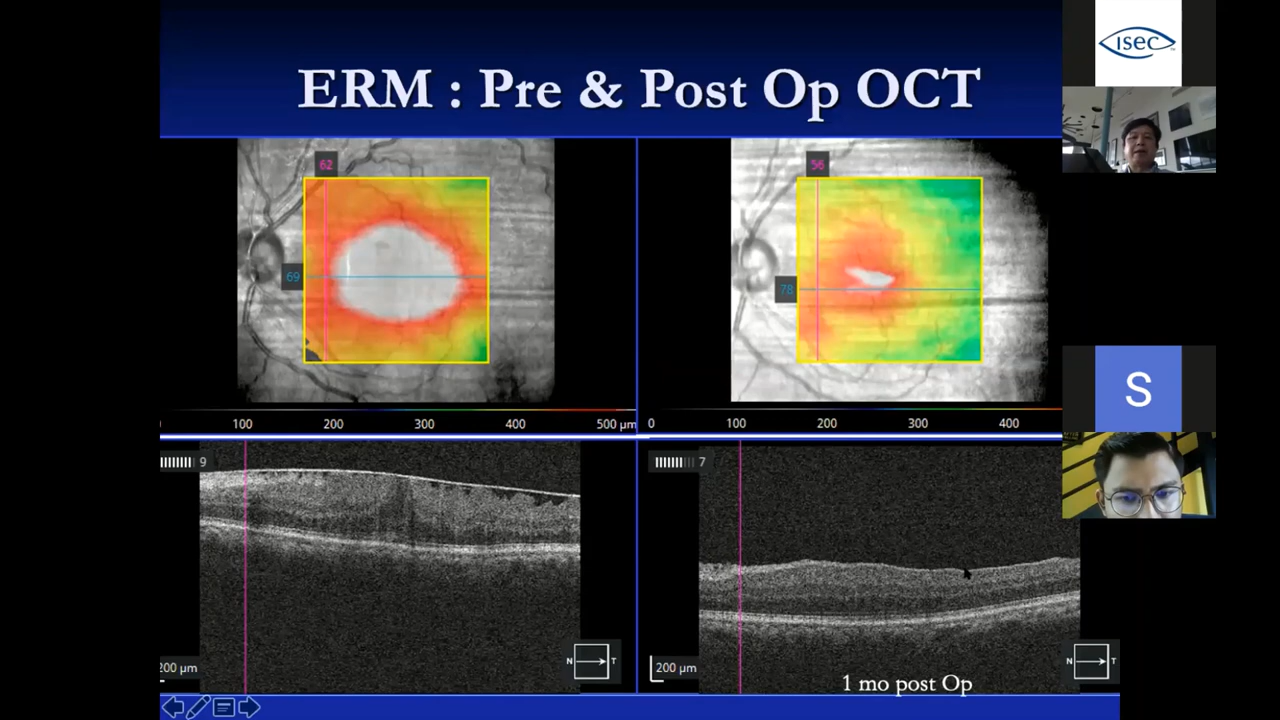 ERM : Pre & Post Op OCT
isec
62
69
100 200 300 400 500 µm
56
78
0 100 200 300 400
9
200 µm
N T
7
200 µm
N T
1 mo post Op
S